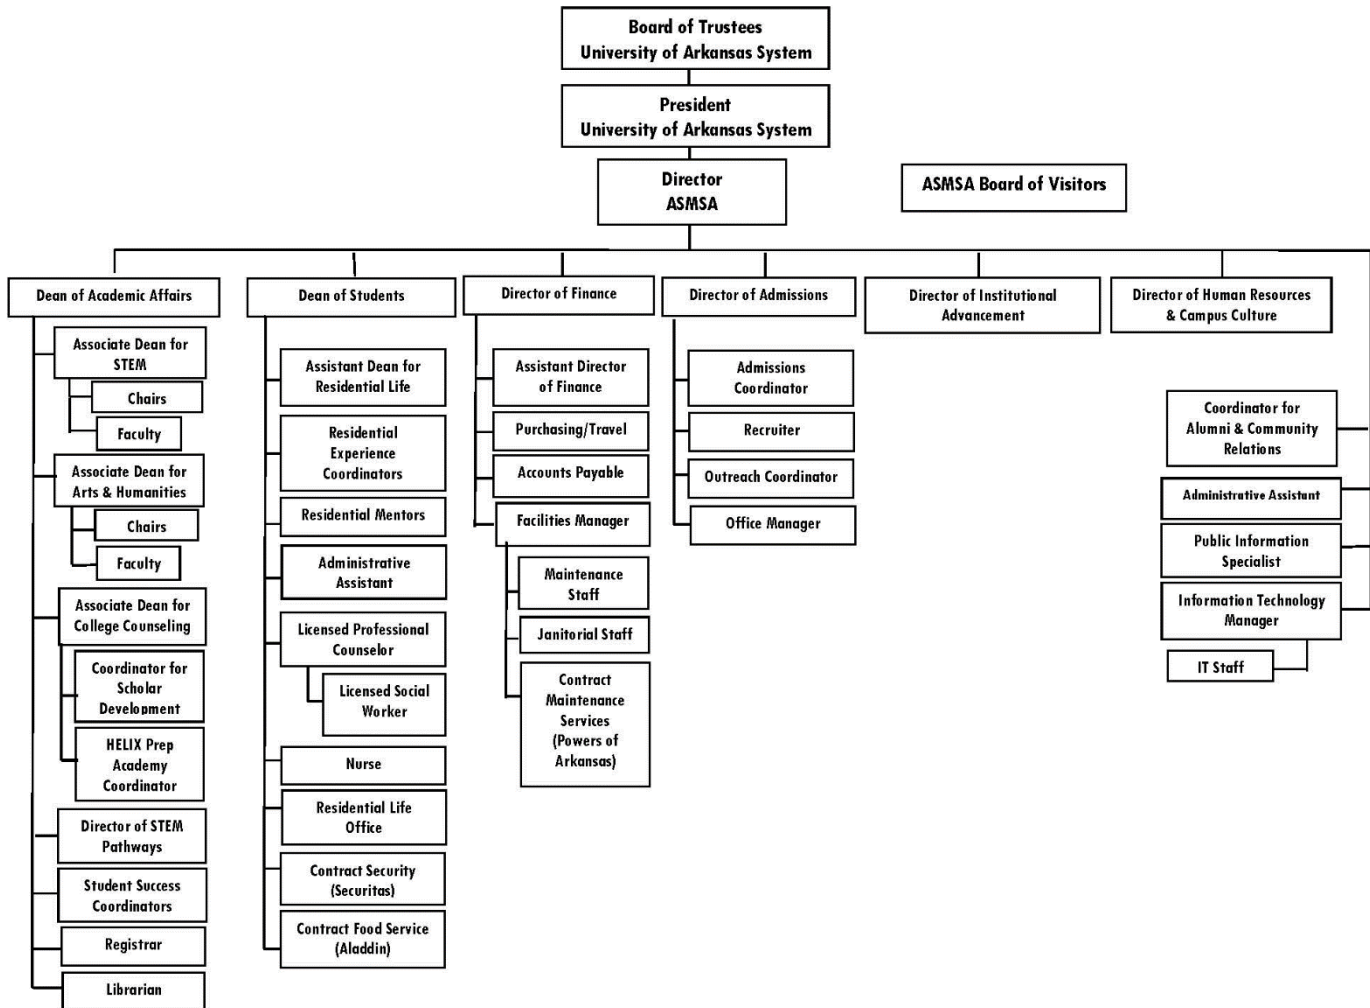 Board of Trustees
University of Arkansas System
President
University of Arkansas System
Director
ASMSA
ASMSA Board of Visitors
Dean of Academic Affairs
Dean of Students
Director of Finance
Director of Admissions
Director of Institutional
Advancement
Director of Human Resources
& Campus Culture
Associate Dean for
STEM
Chairs
Faculty
Associate Dean for
Arts & Humanities
Chairs
Faculty
Associate Dean for
College Counseling
Coordinator for
Scholar
Development
HELIX Prep
Academy
Coordinator
Director of STEM
Pathways
Student Success
Coordinators
Registrar
Librarian
Assistant Dean for
Residential Life
Residential
Experience
Coordinators
Residential Mentors
Administrative
Assistant
Licensed Professional
Counselor
Licensed Social
Worker
Nurse
Residential Life
Office
Contract Security
(Securitas)
Contract Food Service
(Aladdin)
Assistant Director
of Finance
Purchasing/Travel
Accounts Payable
Facilities Manager
Maintenance
Staff
Janitorial Staff
Contract
Maintenance
Services
(Powers of
Arkansas)
Admissions
Coordinator
Recruiter
Outreach Coordinator
Office Manager
Coordinator for
Alumni & Community
Relations
Administrative Assistant
Public Information
Specialist
Information Technology
Manager
IT Staff